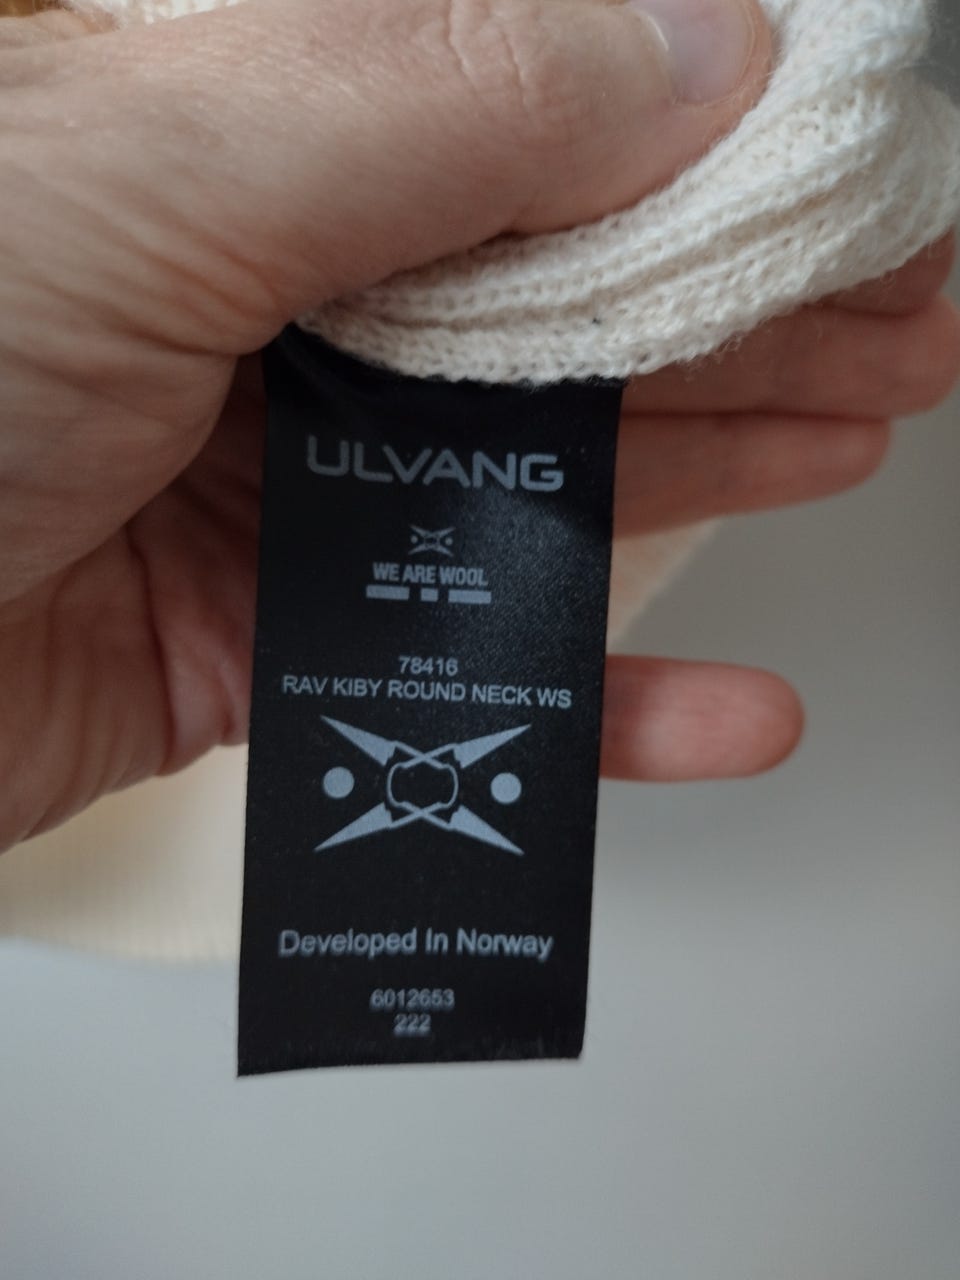 ULVANG
WE ARE WOOL
78416
RAV KIBY ROUND NECK WS
Developed In Norway
6012653
222